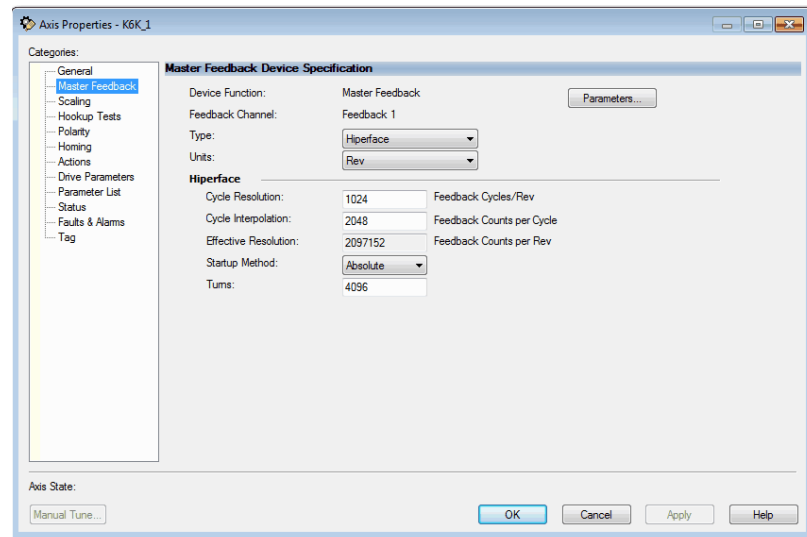 Axis Properties - K6K_1
Categories:
General
Master Feedback
Scaling
Hookup Tests
Polarity
Homing
Actions
Drive Parameters
Parameter List
Status
Faults & Alarms
Tag
Master Feedback Device Specification
Device Function: Master Feedback Parameters...
Feedback Channel: Feedback 1
Type: Hiperface
Units: Rev
Hiperface
Cycle Resolution: 1024 Feedback Cycles/Rev
Cycle Interpolation: 2048 Feedback Counts per Cycle
Effective Resolution: 2097152 Feedback Counts per Rev
Startup Method: Absolute
Turns: 4096
Axis State:
Manual Tune... OK Cancel Apply Help